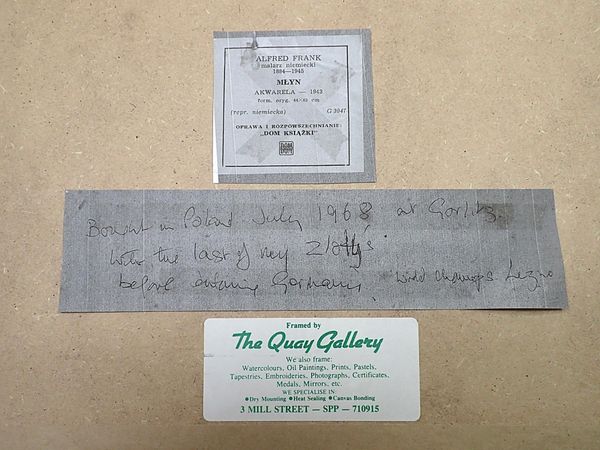 ALFRED FRANK
malarz niemiecki
1884—1945
MŁYN
AKWARELA — 1943
form. oryg. 44×63 cm
(repr. niemiecka) G 3947
OPRAWA I ROZPOWSZECHNIANIE:
„DOM KSIĄŻKI"
Bought in Poland July 1968 at Gorlitz
with the last of my Zloty's
before entering Germany.
Framed by
The Quay Gallery
We also frame:
Watercolours, Oil Paintings, Prints, Pastels,
Tapestries, Embroideries, Photographs, Certificates,
Medals, Mirrors, etc.
WE SPECIALISE IN:
●Dry Mounting ●Heat Sealing ●Canvas Bonding
3 MILL STREET — SPP — 710915